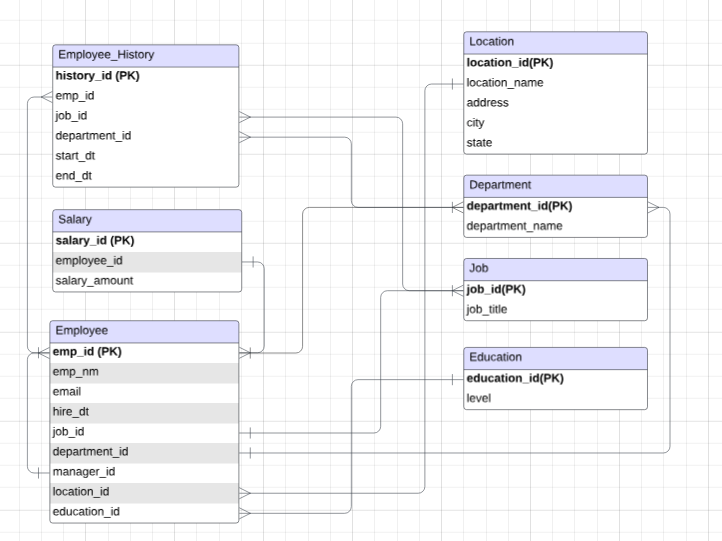 Employee_History
history_id (PK)
emp_id
job_id
department_id
start_dt
end_dt
Salary
salary_id (PK)
employee_id
salary_amount
Employee
emp_id (PK)
emp_nm
email
hire_dt
job_id
department_id
manager_id
location_id
education_id
Location
location_id(PK)
location_name
address
city
state
Department
department_id(PK)
department_name
Job
job_id(PK)
job_title
Education
education_id(PK)
level